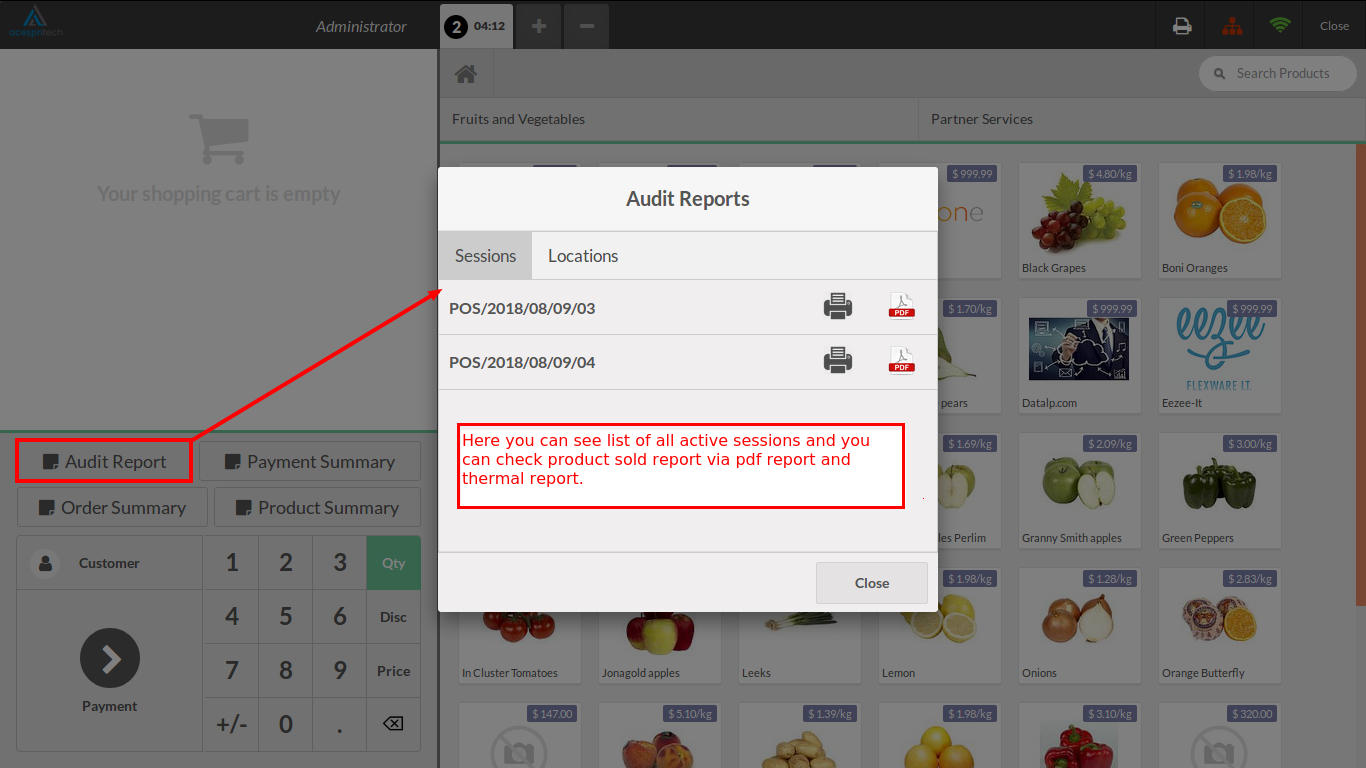 acespritech
Administrator
2 04:12
+
−
Close
Search Products
Fruits and Vegetables
Partner Services
Your shopping cart is empty
$ 999.99
$ 4.80/kg
$ 1.98/kg
one
Black Grapes
Boni Oranges
Audit Reports
Sessions
Locations
POS/2018/08/09/03
PDF
POS/2018/08/09/04
PDF
Here you can see list of all active sessions and you
can check product sold report via pdf report and
thermal report.
Close
$ 1.70/kg
$ 999.99
$ 999.99
eezee
FLEXWARE I.T.
pears
Datalp.com
Eezee-It
$ 1.69/kg
$ 2.09/kg
$ 3.00/kg
Perlim
Granny Smith apples
Green Peppers
Audit Report
Payment Summary
Order Summary
Product Summary
Customer
1 2 3 Qty
4 5 6 Disc
7 8 9 Price
+/- 0 .
Payment
$ 1.98/kg
$ 1.28/kg
$ 2.83/kg
In Cluster Tomatoes
Jonagold apples
Leeks
Lemon
Onions
Orange Butterfly
$ 147.00
$ 5.10/kg
$ 1.39/kg
$ 1.98/kg
$ 3.10/kg
$ 320.00